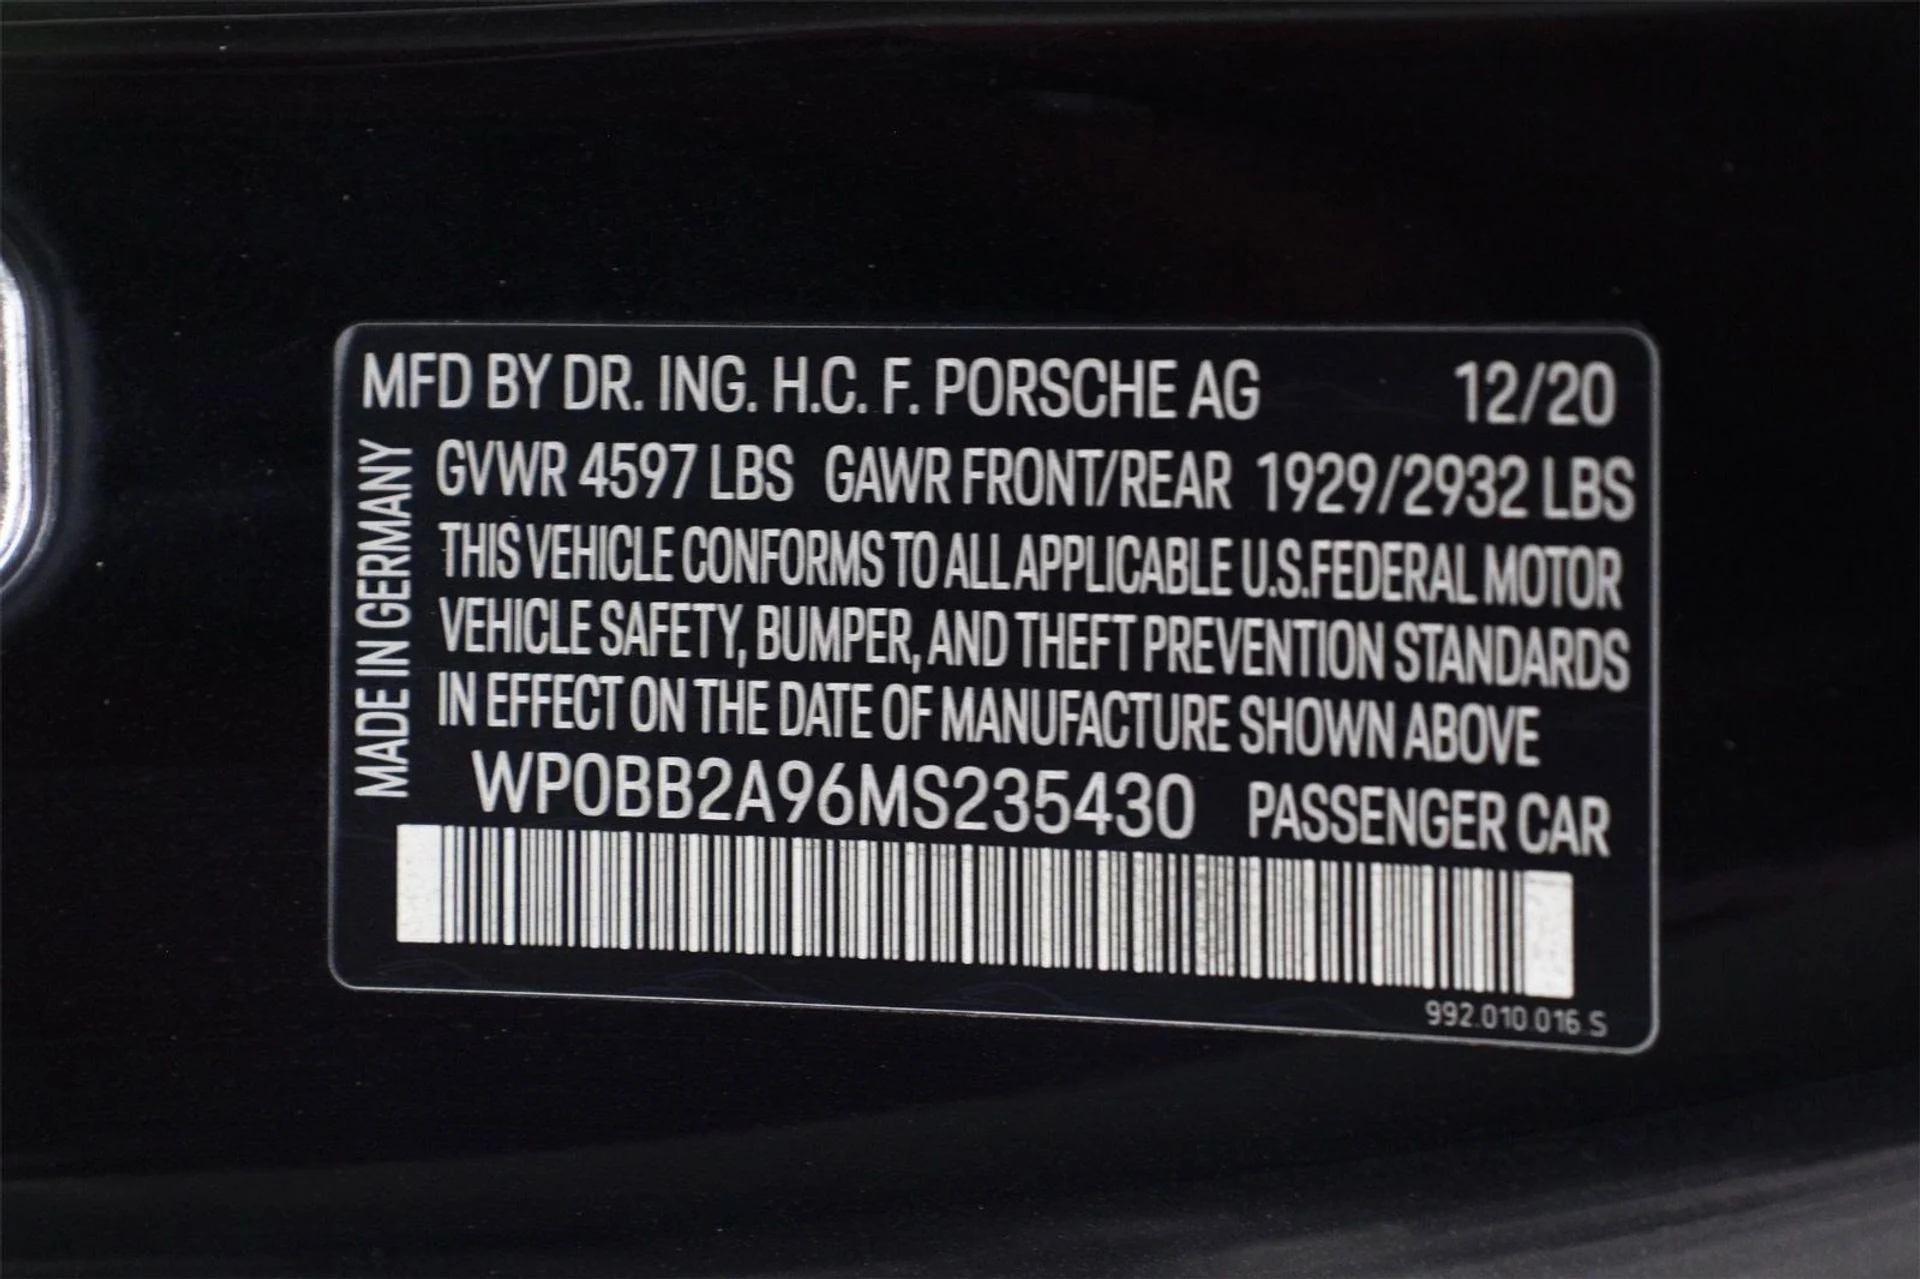 MFD BY DR. ING. H.C. F. PORSCHE AG 12/20
MADE IN GERMANY
GVWR 4597 LBS GAWR FRONT/REAR 1929/2932 LBS
THIS VEHICLE CONFORMS TO ALL APPLICABLE U.S.FEDERAL MOTOR
VEHICLE SAFETY, BUMPER, AND THEFT PREVENTION STANDARDS
IN EFFECT ON THE DATE OF MANUFACTURE SHOWN ABOVE
WP0BB2A96MS235430 PASSENGER CAR
992.010.016.S